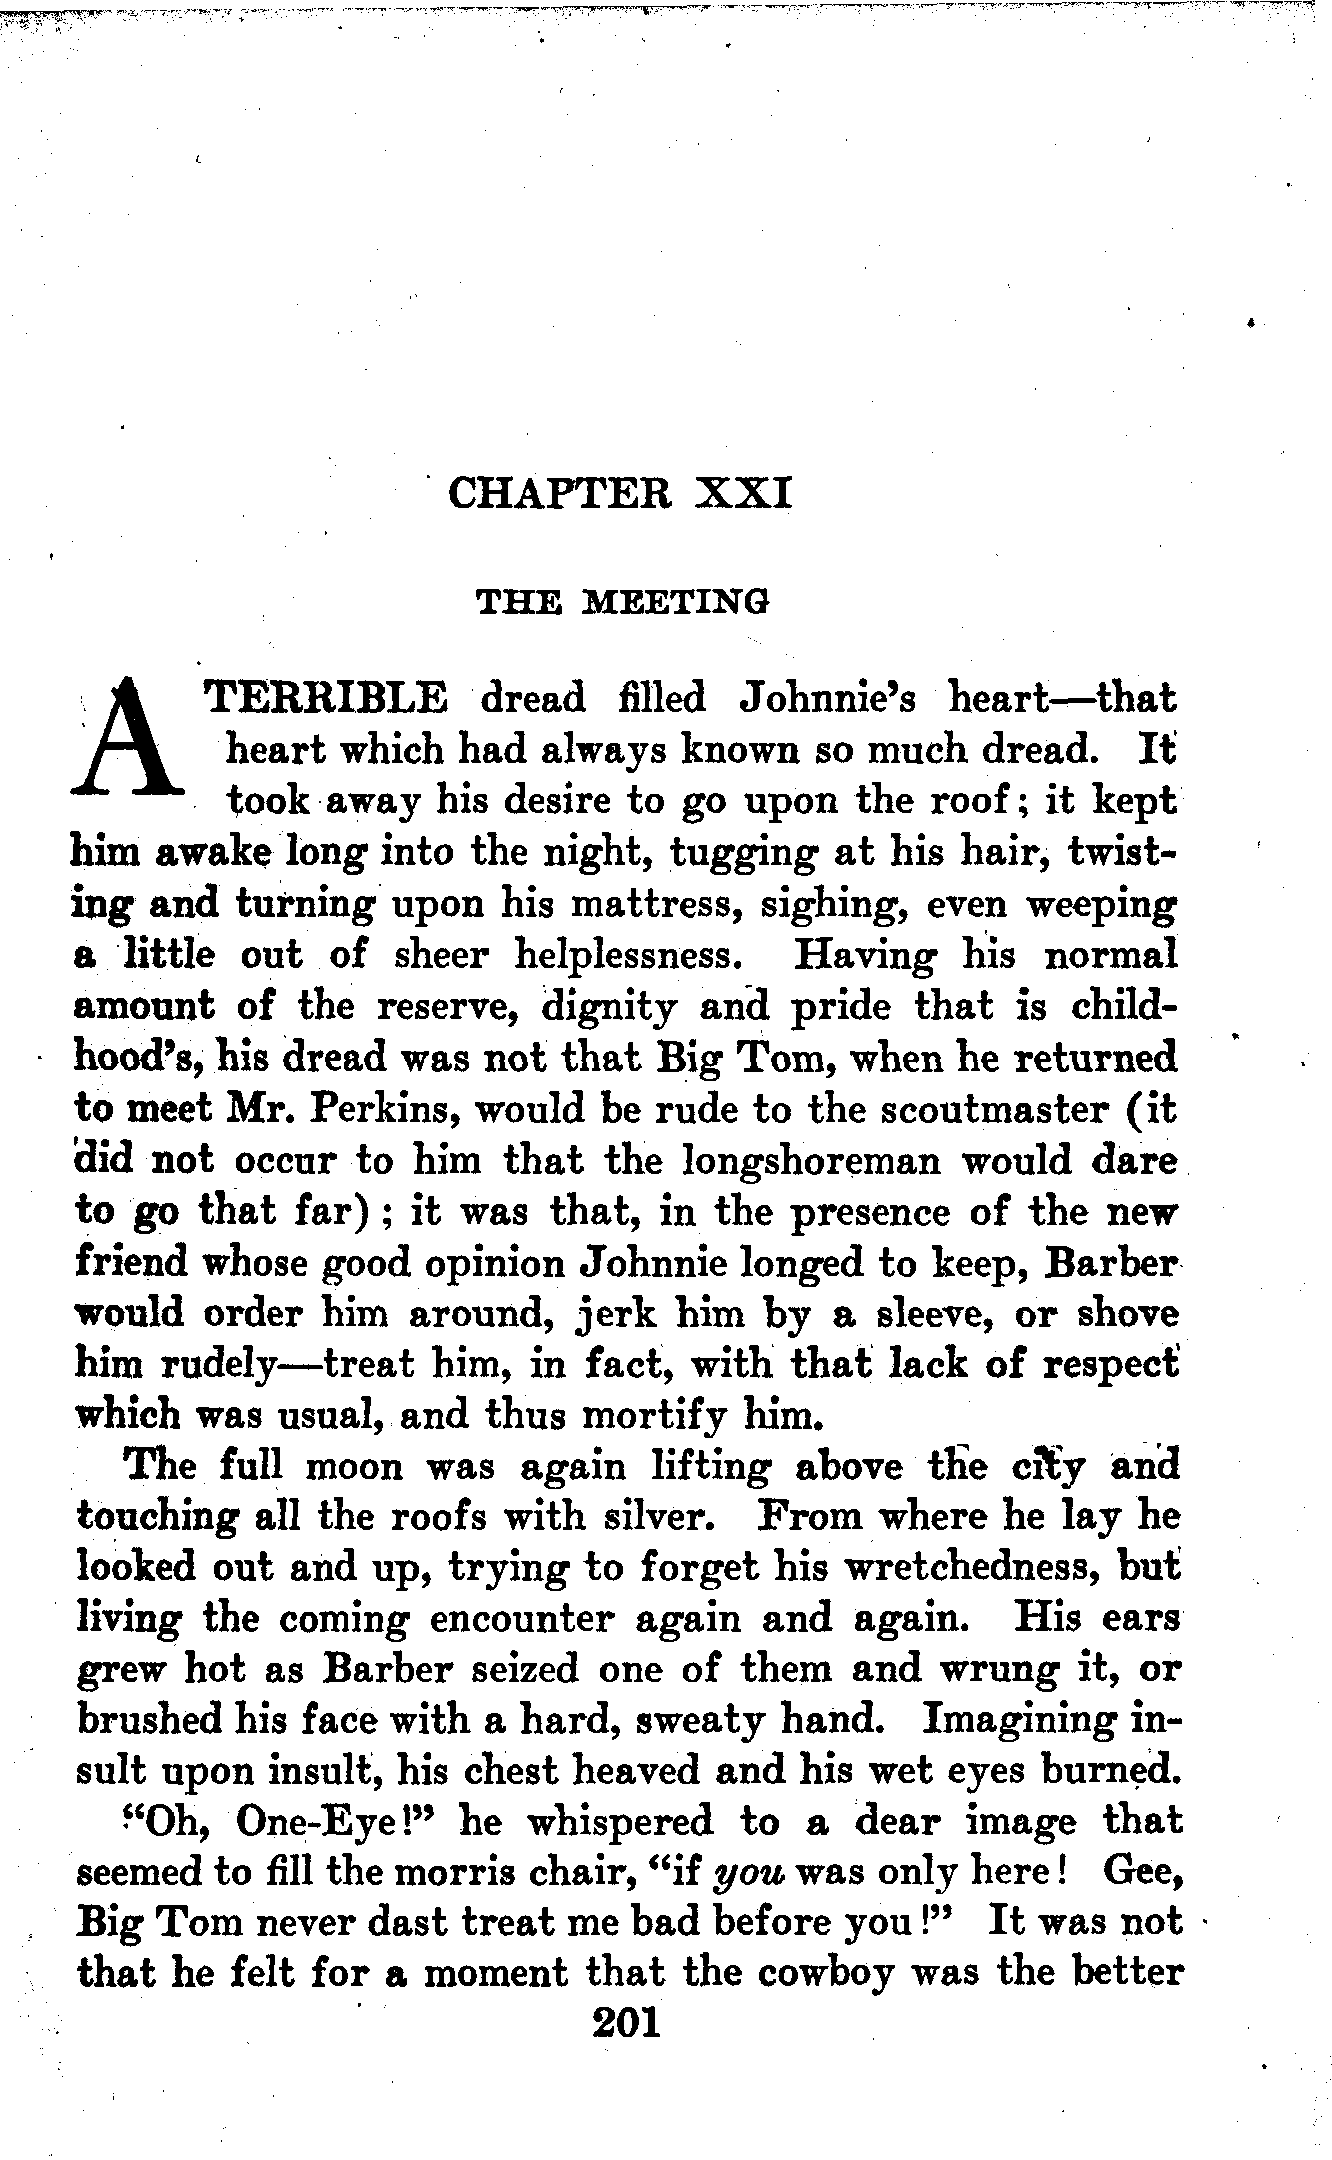 CHAPTER XXI
THE MEETING
A TERRIBLE dread filled Johnnie's heart—that
heart which had always known so much dread. It
took away his desire to go upon the roof; it kept
him awake long into the night, tugging at his hair, twist-
ing and turning upon his mattress, sighing, even weeping
a little out of sheer helplessness. Having his normal
amount of the reserve, dignity and pride that is child-
hood's, his dread was not that Big Tom, when he returned
to meet Mr. Perkins, would be rude to the scoutmaster (it
did not occur to him that the longshoreman would dare
to go that far); it was that, in the presence of the new
friend whose good opinion Johnnie longed to keep, Barber
would order him around, jerk him by a sleeve, or shove
him rudely—treat him, in fact, with that lack of respect
which was usual, and thus mortify him.
The full moon was again lifting above the city and
touching all the roofs with silver. From where he lay he
looked out and up, trying to forget his wretchedness, but
living the coming encounter again and again. His ears
grew hot as Barber seized one of them and wrung it, or
brushed his face with a hard, sweaty hand. Imagining in-
sult upon insult, his chest heaved and his wet eyes burned.
"Oh, One-Eye!" he whispered to a dear image that
seemed to fill the morris chair, "if you was only here! Gee,
Big Tom never dast treat me bad before you!" It was not
that he felt for a moment that the cowboy was the better
201